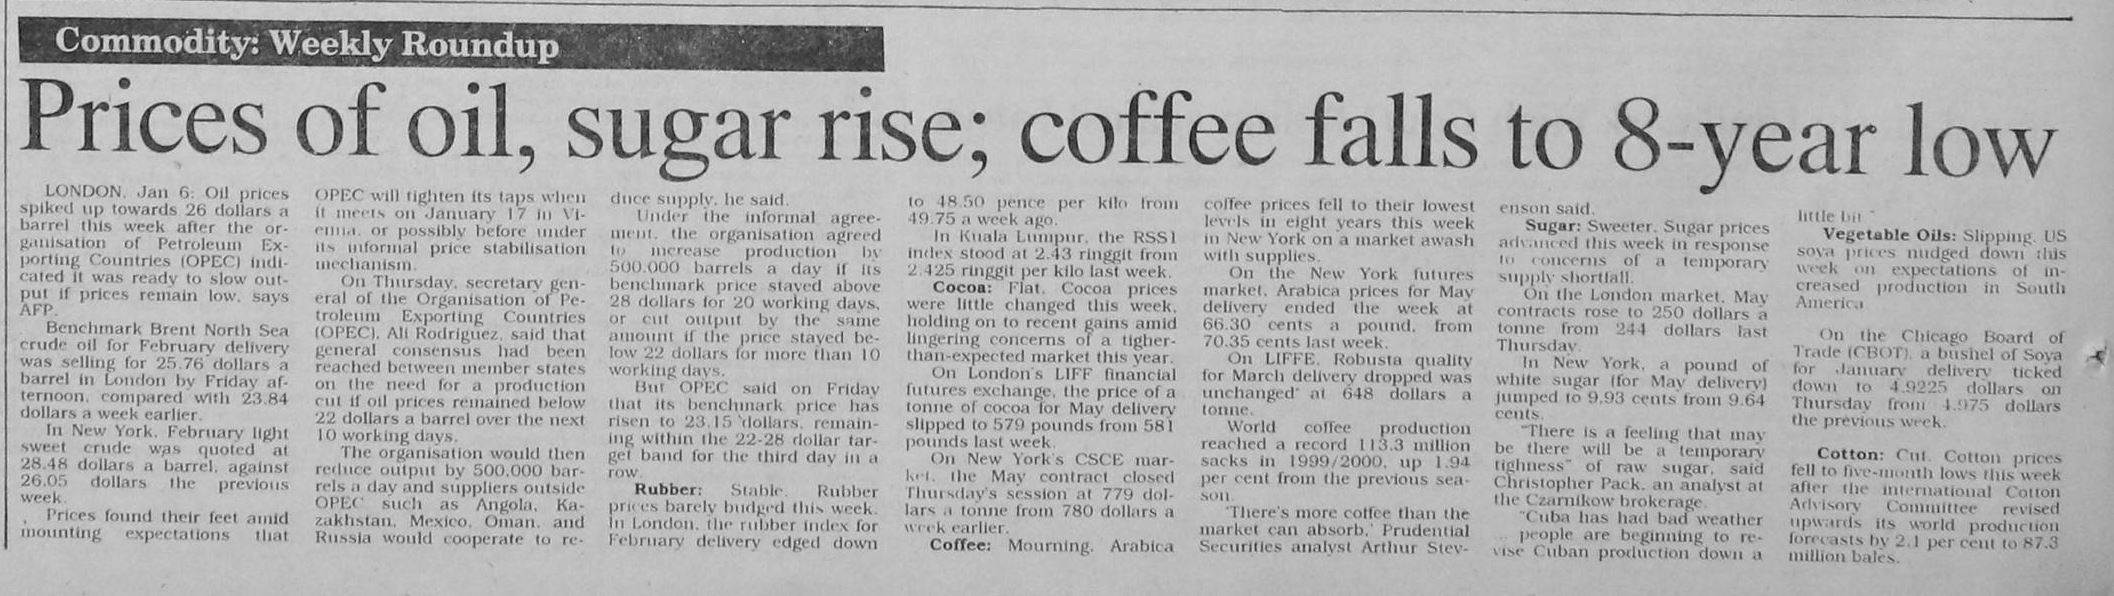 Commodity: Weekly Roundup
Prices of oil, sugar rise; coffee falls to 8-year low
LONDON, Jan 6: Oil prices
spiked up towards 26 dollars a
barrel this week after the or-
ganisation of Petroleum Ex-
porting Countries (OPEC) indi-
cated it was ready to slow out-
put if prices remain low, says
AFP.
Benchmark Brent North Sea
crude oil for February delivery
was selling for 25.76 dollars a
barrel in London by Friday af-
ternoon, compared with 23.84
dollars a week earlier.
In New York, February light
sweet crude was quoted at
28.48 dollars a barrel, against
26.05 dollars the previous
week.
Prices found their feet amid
mounting expectations that
OPEC will tighten its taps when
it meets on January 17 in Vi-
enna, or possibly before under
its informal price stabilisation
mechanism.
On Thursday, secretary gen-
eral of the Organisation of Pe-
troleum Exporting Countries
(OPEC), Ali Rodriguez, said that
general consensus had been
reached between member states
on the need for a production
cut if oil prices remained below
22 dollars a barrel over the next
10 working days.
The organisation would then
reduce output by 500,000 bar-
rels a day and suppliers outside
OPEC such as Angola, Ka-
zakhstan, Mexico, Oman, and
Russia would cooperate to re-
duce supply, he said.
Under the informal agree-
ment, the organisation agreed
to increase production by
500,000 barrels a day if its
benchmark price stayed above
28 dollars for 20 working days,
or cut output by the same
amount if the price stayed be-
low 22 dollars for more than 10
working days.
But OPEC said on Friday
that its benchmark price has
risen to 23.15 dollars, remain-
ing within the 22-28 dollar tar-
get band for the third day in a
row.
Rubber: Stable. Rubber
prices barely budged this week.
In London, the rubber index for
February delivery edged down
to 48.50 pence per kilo from
49.75 a week ago.
In Kuala Lumpur, the RSS1
index stood at 2.43 ringgit from
2.425 ringgit per kilo last week.
Cocoa: Flat. Cocoa prices
were little changed this week,
holding on to recent gains amid
lingering concerns of a tigher-
than-expected market this year.
On London's LIFF financial
futures exchange, the price of a
tonne of cocoa for May delivery
slipped to 579 pounds from 581
pounds last week.
On New York's CSCE mar-
ket, the May contract closed
Thursday's session at 779 dol-
lars a tonne from 780 dollars a
week earlier.
Coffee: Mourning. Arabica
coffee prices fell to their lowest
levels in eight years this week
in New York on a market awash
with supplies.
On the New York futures
market, Arabica prices for May
delivery ended the week at
66.30 cents a pound, from
70.35 cents last week.
On LIFFE, Robusta quality
for March delivery dropped was
unchanged at 648 dollars a
tonne.
World coffee production
reached a record 113.3 million
sacks in 1999/2000, up 1.94
per cent from the previous sea-
son.
'There's more coffee than the
market can absorb,' Prudential
Securities analyst Arthur Stev-
enson said.
Sugar: Sweeter. Sugar prices
advanced this week in response
to concerns of a temporary
supply shortfall.
On the London market, May
contracts rose to 250 dollars a
tonne from 244 dollars last
Thursday.
In New York, a pound of
white sugar (for May delivery)
jumped to 9.93 cents from 9.64
cents.
"There is a feeling that may
be there will be a temporary
tighness" of raw sugar, said
Christopher Pack, an analyst at
the Czarnikow brokerage.
"Cuba has had bad weather
.. people are beginning to re-
vise Cuban production down a
little bit "
Vegetable Oils: Slipping. US
soya prices nudged down this
week on expectations of in-
creased production in South
America
On the Chicago Board of
Trade (CBOT), a bushel of Soya
for January delivery ticked
down to 4.9225 dollars on
Thursday from 4.975 dollars
the previous week.
Cotton: Cut. Cotton prices
fell to five-month lows this week
after the international Cotton
Advisory Committee revised
upwards its world production
forecasts by 2.1 per cent to 87.3
million bales.